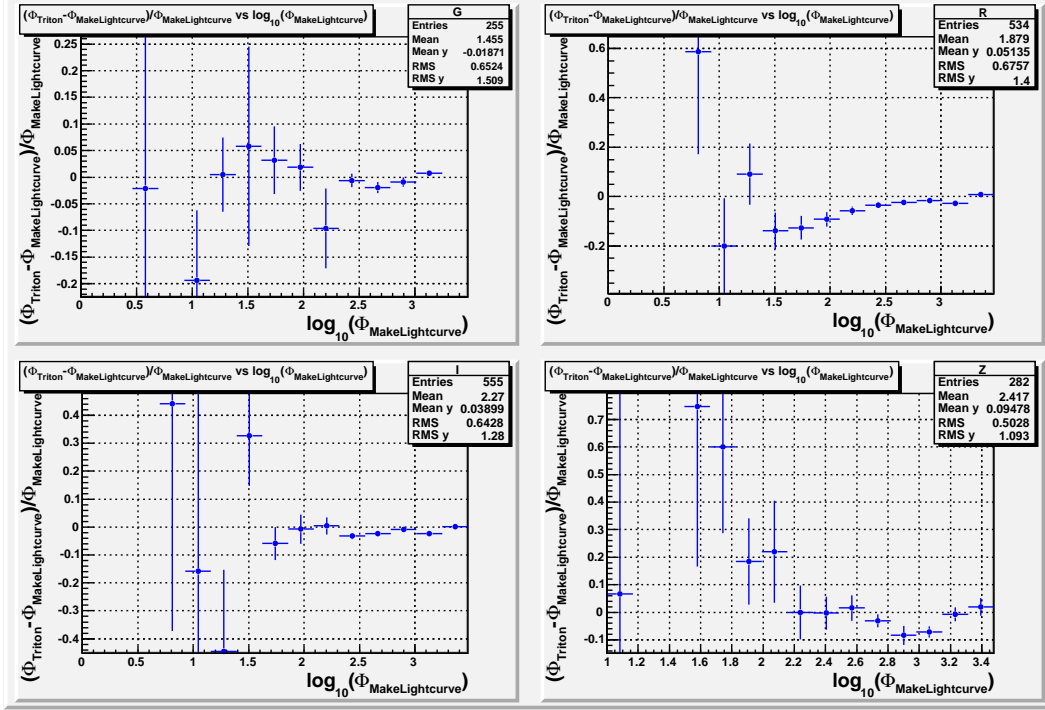 (Φ_Triton-Φ_MakeLightcurve)/Φ_MakeLightcurve vs log_10(Φ_MakeLightcurve)
G
Entries 255
Mean 1.455
Mean y -0.01871
RMS 0.6524
RMS y 1.509
(Φ_Triton-Φ_MakeLightcurve)/Φ_MakeLightcurve
0.25
0.2
0.15
0.1
0.05
0
-0.05
-0.1
-0.15
-0.2
0 0.5 1 1.5 2 2.5 3
log_10(Φ_MakeLightcurve)
(Φ_Triton-Φ_MakeLightcurve)/Φ_MakeLightcurve vs log_10(Φ_MakeLightcurve)
R
Entries 534
Mean 1.879
Mean y 0.05135
RMS 0.6757
RMS y 1.4
(Φ_Triton-Φ_MakeLightcurve)/Φ_MakeLightcurve
0.6
0.4
0.2
0
-0.2
0 0.5 1 1.5 2 2.5 3
log_10(Φ_MakeLightcurve)
(Φ_Triton-Φ_MakeLightcurve)/Φ_MakeLightcurve vs log_10(Φ_MakeLightcurve)
I
Entries 555
Mean 2.27
Mean y 0.03899
RMS 0.6428
RMS y 1.28
(Φ_Triton-Φ_MakeLightcurve)/Φ_MakeLightcurve
0.4
0.3
0.2
0.1
0
-0.1
-0.2
-0.3
-0.4
0 0.5 1 1.5 2 2.5 3
log_10(Φ_MakeLightcurve)
(Φ_Triton-Φ_MakeLightcurve)/Φ_MakeLightcurve vs log_10(Φ_MakeLightcurve)
Z
Entries 282
Mean 2.417
Mean y 0.09478
RMS 0.5028
RMS y 1.093
(Φ_Triton-Φ_MakeLightcurve)/Φ_MakeLightcurve
0.7
0.6
0.5
0.4
0.3
0.2
0.1
0
-0.1
1 1.2 1.4 1.6 1.8 2 2.2 2.4 2.6 2.8 3 3.2 3.4
log_10(Φ_MakeLightcurve)